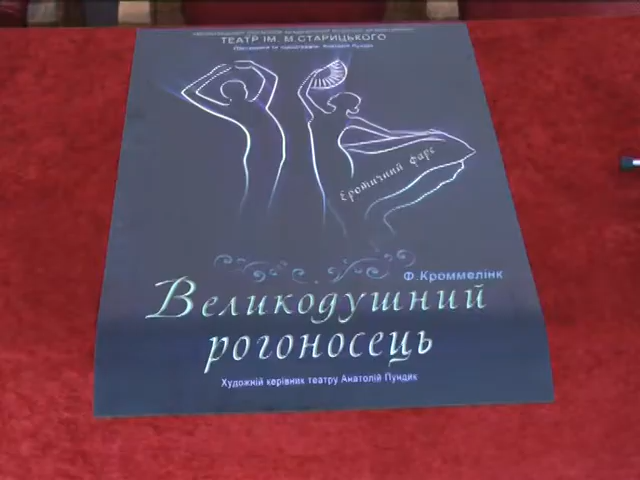 ТЕАТР ІМ. М.СТАРИЦЬКОГО
Еротичний фарс
Ф.Кроммелінк
Великодушний
рогоносець
Художній керівник театру Анатолій Пундик